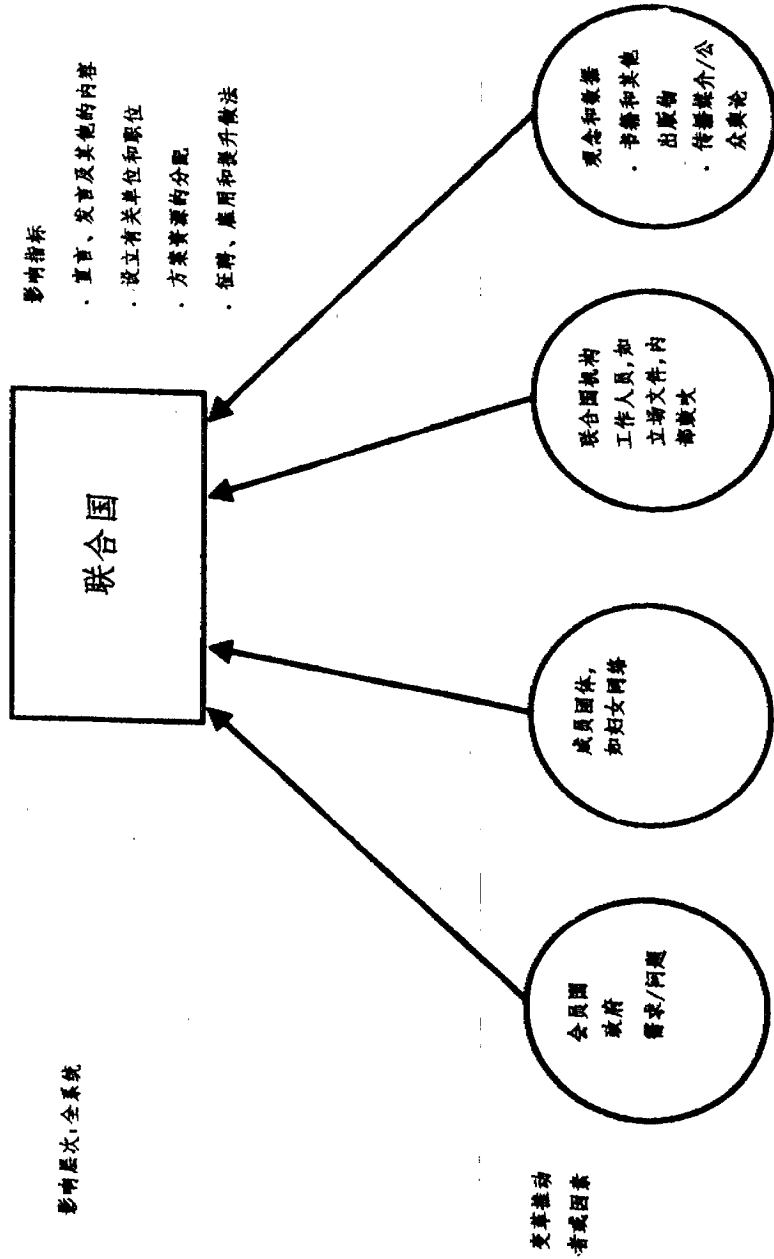 影响层次：全系统
影响指标
· 宣言、发言及其他的内容
· 设立有关单位和职位
· 方案资源的分配
· 征聘、雇用和提升做法
联合国
变革推动
者或因素
会员国
政府
需求/问题
成员团体，
如妇女网络
联合国机构
工作人员，如
立场文件，内
部鼓吹
观念和数据
· 书籍和其他
出版物
· 传播媒介/公
众舆论